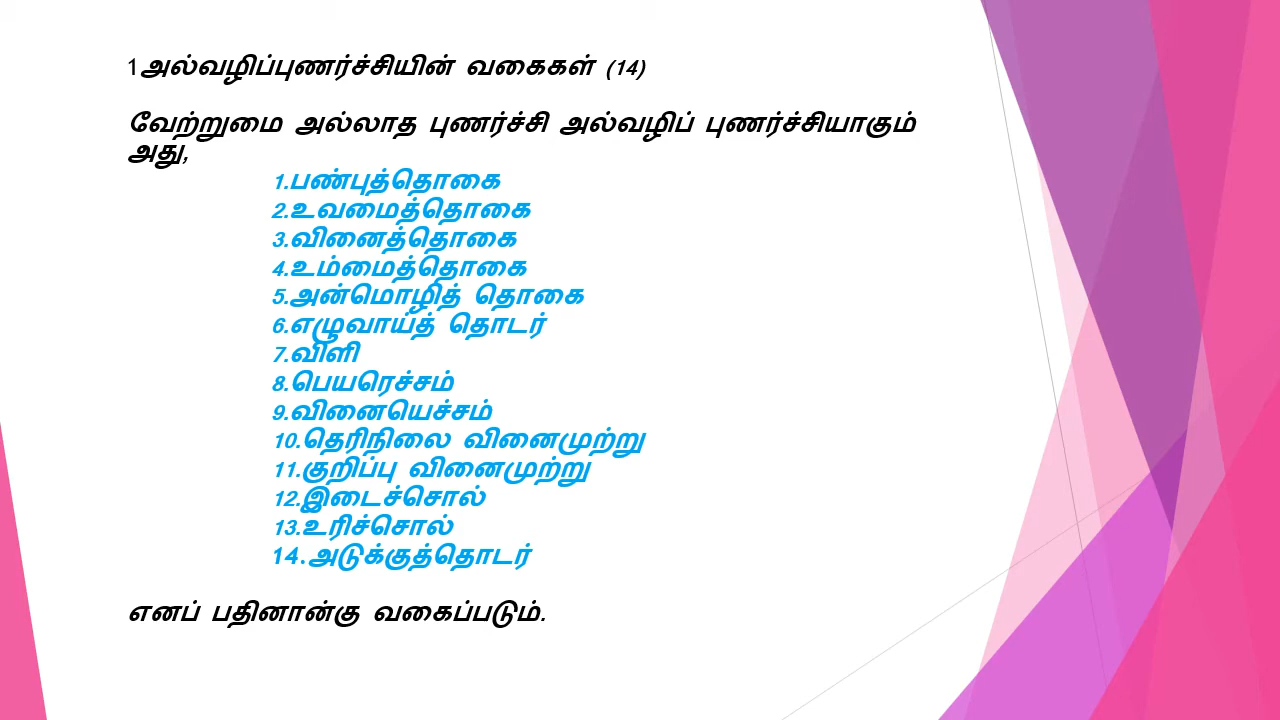 1அல்வழிப்புணர்ச்சியின் வகைகள் (14)
வேற்றுமை அல்லாத புணர்ச்சி அல்வழிப் புணர்ச்சியாகும்
அது,
1.பண்புத்தொகை
2.உவமைத்தொகை
3.வினைத்தொகை
4.உம்மைத்தொகை
5.அன்மொழித் தொகை
6.எழுவாய்த் தொடர்
7.விளி
8.பெயரெச்சம்
9.வினையெச்சம்
10.தெரிநிலை வினைமுற்று
11.குறிப்பு வினைமுற்று
12.இடைச்சொல்
13.உரிச்சொல்
14.அடுக்குத்தொடர்
எனப் பதினான்கு வகைப்படும்.